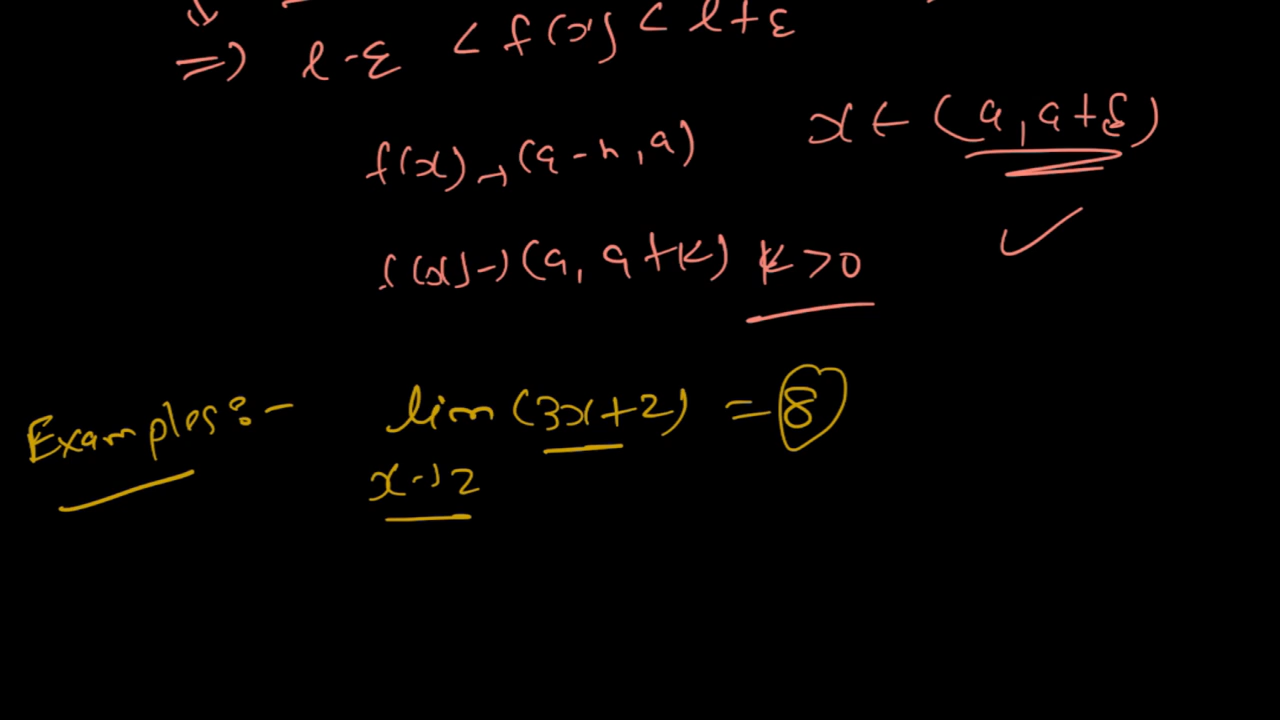 => l-ε < f(x) < l+ε
x ∈ (a, a+δ)
f(x) → (a-h, a)
f(x) → (a, a+k) k>0
Examples:- lim (3x+2) = 8
x→2